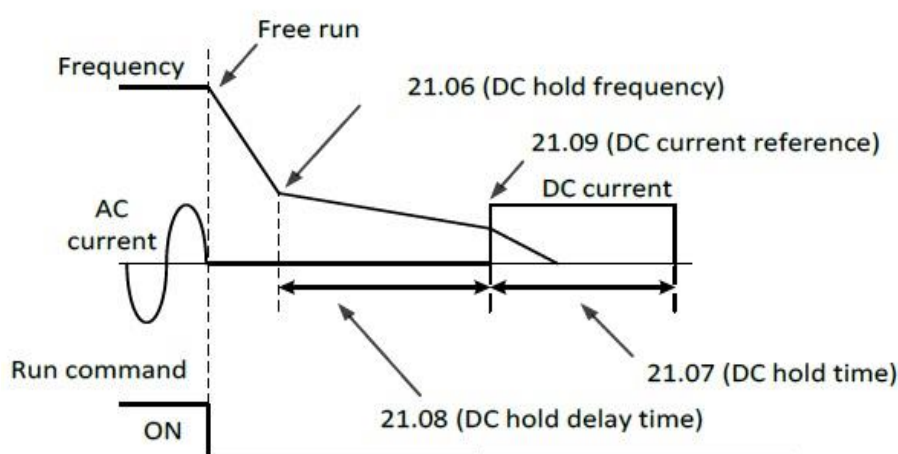 Free run
Frequency
21.06 (DC hold frequency)
21.09 (DC current reference)
DC current
AC
current
Run command
21.07 (DC hold time)
21.08 (DC hold delay time)
ON